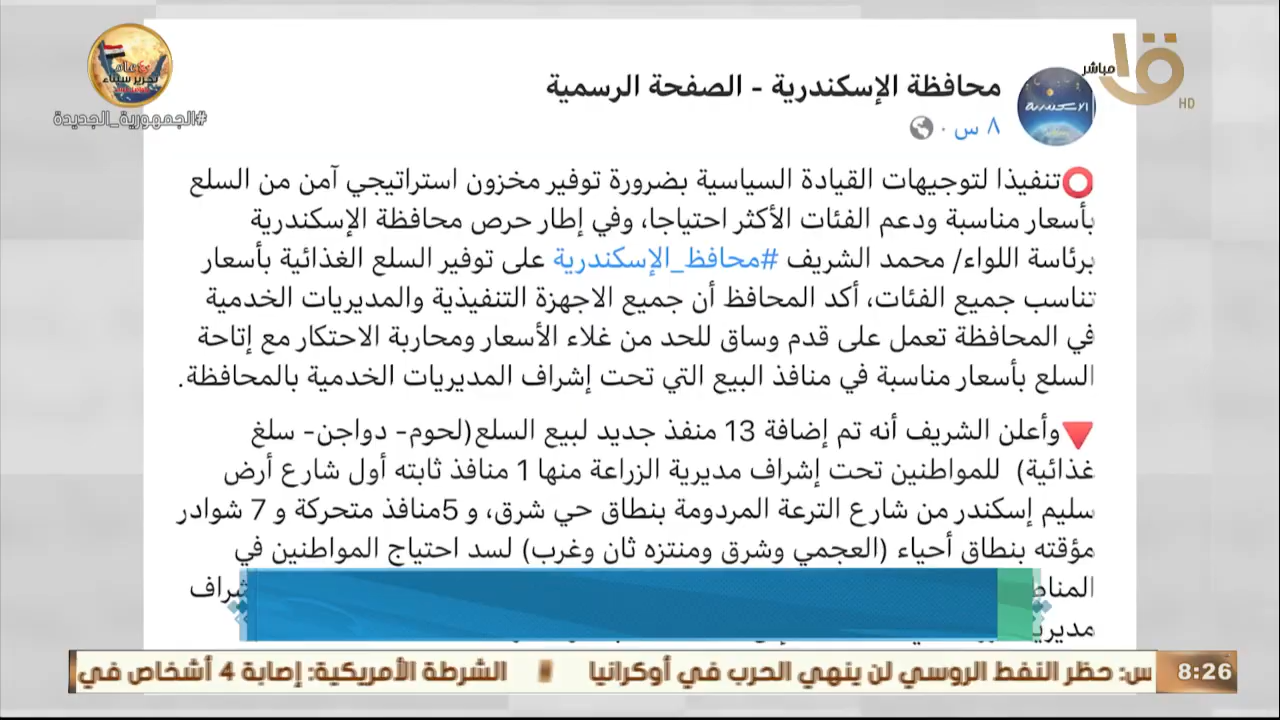 محافظة الإسكندرية - الصفحة الرسمية
٨ س ·
مباشر
HD
#الجمهورية_الجديدة
تحرير سيناء
تنفيذا لتوجيهات القيادة السياسية بضرورة توفير مخزون استراتيجي آمن من السلع
بأسعار مناسبة ودعم الفئات الأكثر احتياجا، وفي إطار حرص محافظة الإسكندرية
برئاسة اللواء/ محمد الشريف #محافظ_الإسكندرية على توفير السلع الغذائية بأسعار
تناسب جميع الفئات، أكد المحافظ أن جميع الاجهزة التنفيذية والمديريات الخدمية
في المحافظة تعمل على قدم وساق للحد من غلاء الأسعار ومحاربة الاحتكار مع إتاحة
السلع بأسعار مناسبة في منافذ البيع التي تحت إشراف المديريات الخدمية بالمحافظة.
وأعلن الشريف أنه تم إضافة 13 منفذ جديد لبيع السلع(لحوم- دواجن- سلغ
غذائية) للمواطنين تحت إشراف مديرية الزراعة منها 1 منافذ ثابته أول شارع أرض
سليم إسكندر من شارع الترعة المردومة بنطاق حي شرق، و 5منافذ متحركة و 7 شوادر
مؤقته بنطاق أحياء (العجمي وشرق ومنتزه ثان وغرب) لسد احتياج المواطنين في
8:26
س: حظر النفط الروسي لن ينهي الحرب في أوكرانيا
الشرطة الأمريكية: إصابة 4 أشخاص في